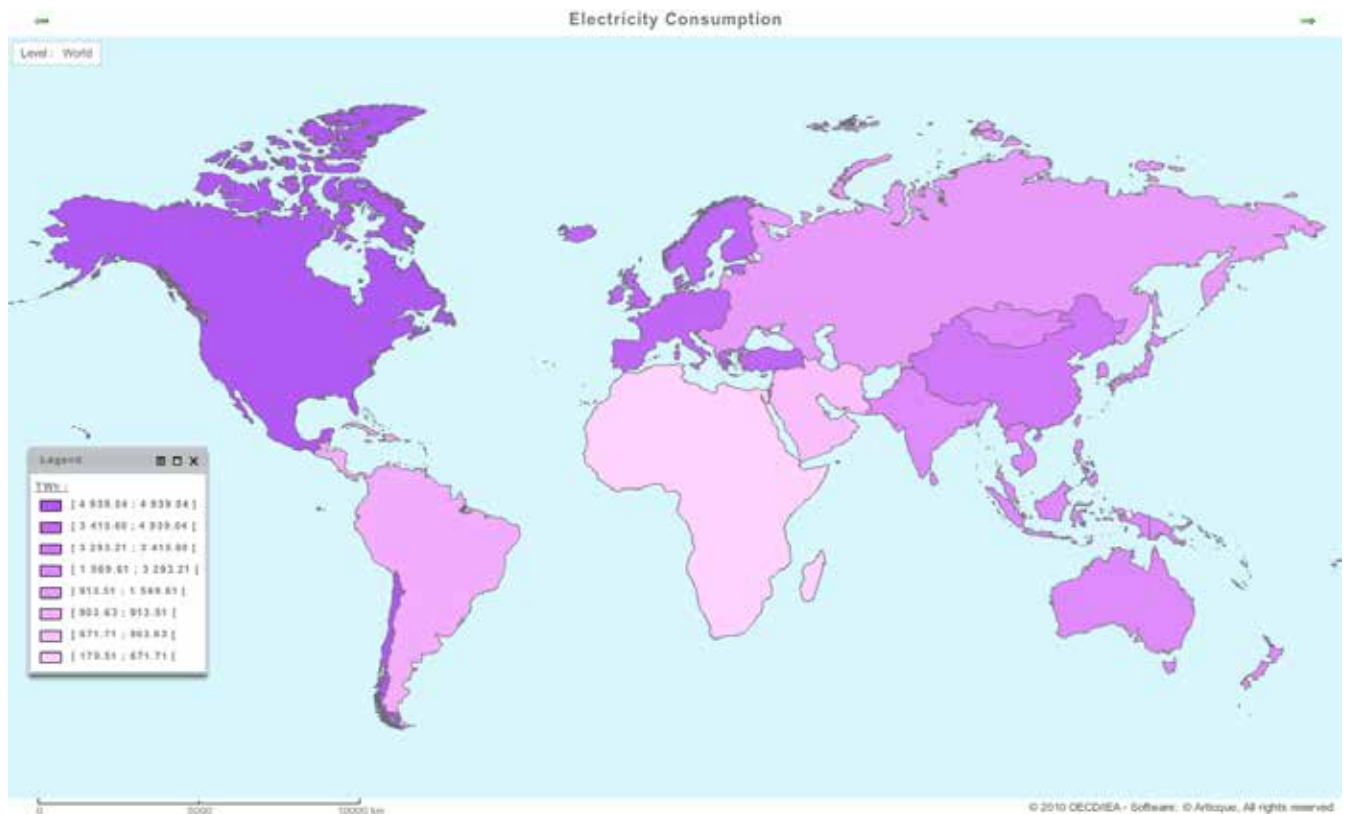 Electricity Consumption
Level : World
Legend
TWh :
[ 4 939.04 ; 4 939.04 ]
[ 3 410.60 ; 4 939.04 [
[ 3 293.21 ; 3 410.60 [
[ 1 569.61 ; 3 293.21 [
[ 913.51 ; 1 569.61 [
[ 903.63 ; 913.51 [
[ 671.71 ; 903.63 [
[ 179.51 ; 671.71 [
0 5000 10000 km
© 2010 OECD/IEA - Software: © Articque, All rights reserved